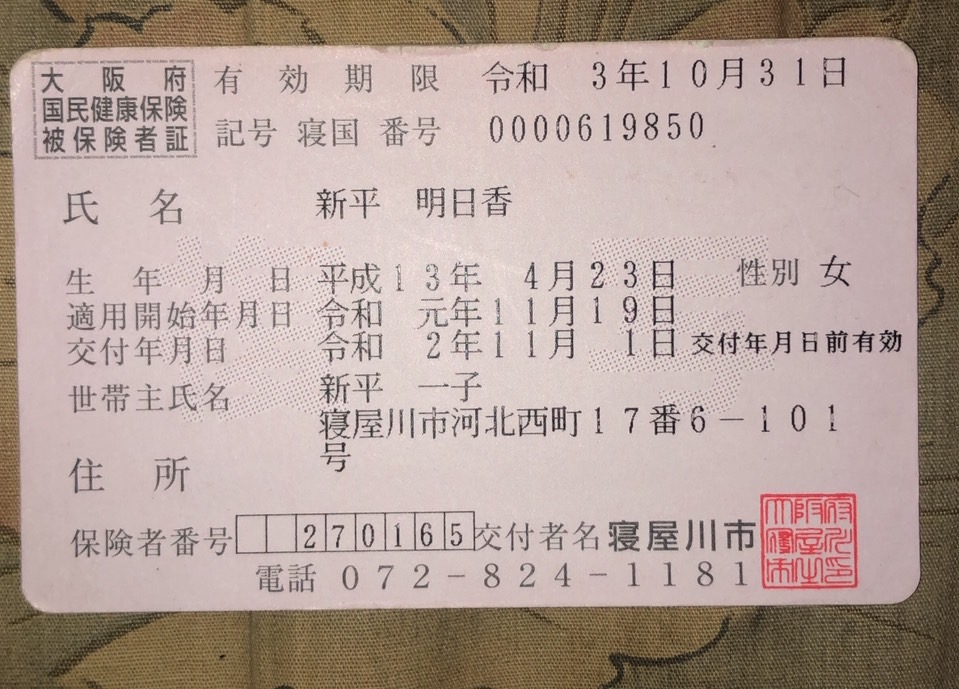 大阪府
国民健康保険
被保険者証
有効期限 令和 3年10月31日
記号 寝国 番号 0000619850
氏名 新平 明日香
生年月日 平成13年 4月23日 性別 女
適用開始年月日 令和 元年11月19日
交付年月日 令和 2年11月 1日 交付年月日前有効
世帯主氏名 新平 一子
寝屋川市河北西町17番6-101
号
住所
保険者番号 270165 交付者名 寝屋川市
電話 072-824-1181